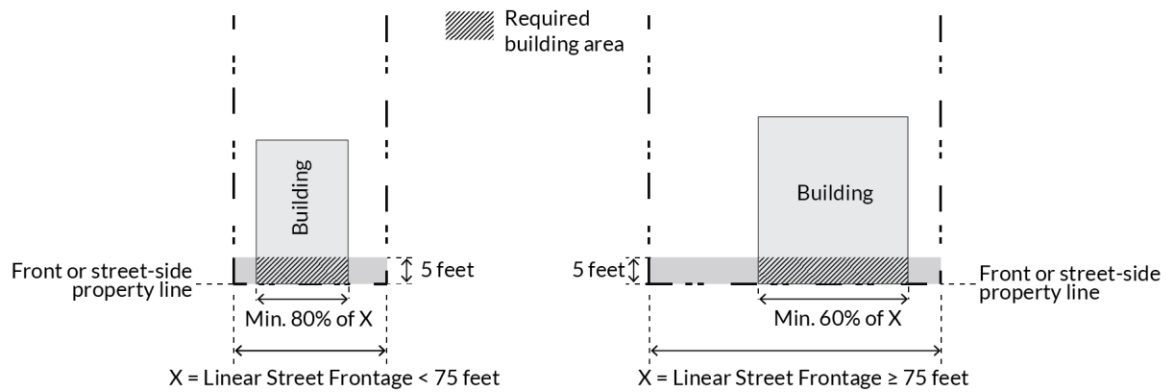 Required
building area
Building
Front or street-side
property line
5 feet
Min. 80% of X
X = Linear Street Frontage < 75 feet
Building
5 feet
Front or street-side
property line
Min. 60% of X
X = Linear Street Frontage ≥ 75 feet